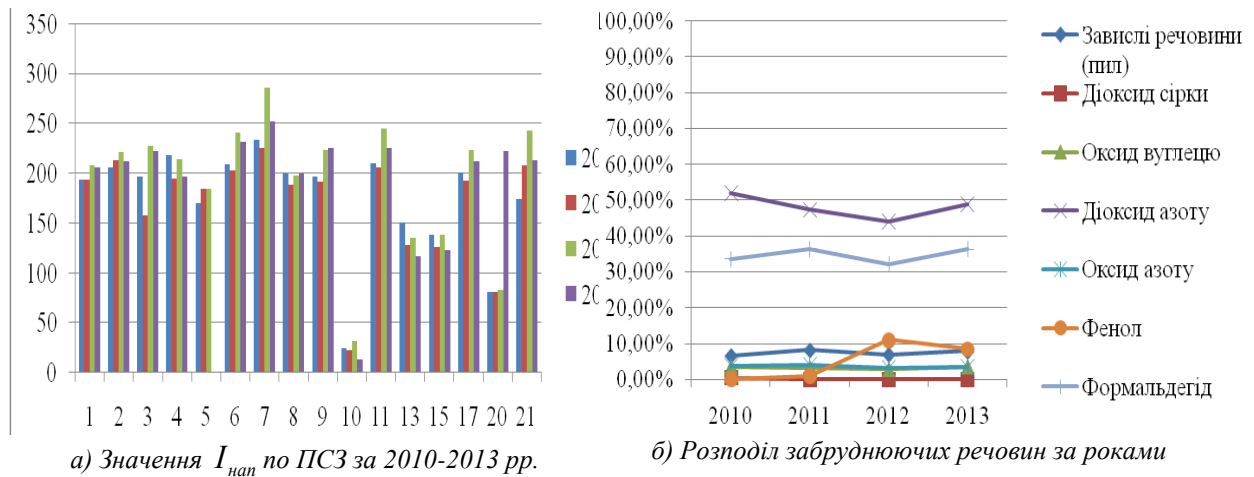 350
300
250
200
150
100
50
0
1 2 3 4 5 6 7 8 9 10 11 13 15 17 20 21
20
20
20
20
а) Значення I нап по ПСЗ за 2010-2013 рр.
100,00%
90,00%
80,00%
70,00%
60,00%
50,00%
40,00%
30,00%
20,00%
10,00%
0,00%
2010 2011 2012 2013
Завислі речовини
(пил)
Діоксид сірки
Оксид вуглецю
Діоксид азоту
Оксид азоту
Фенол
Формальдегід
б) Розподіл забруднюючих речовин за роками